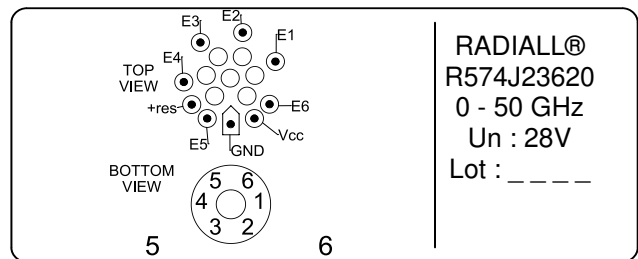 E2
E3
E1
E4
TOP
VIEW
+res
E6
E5
Vcc
GND
BOTTOM
VIEW
5 6
4 1
3 2
5 6
RADIALL®
R574J23620
0 - 50 GHz
Un : 28V
Lot : _ _ _ _